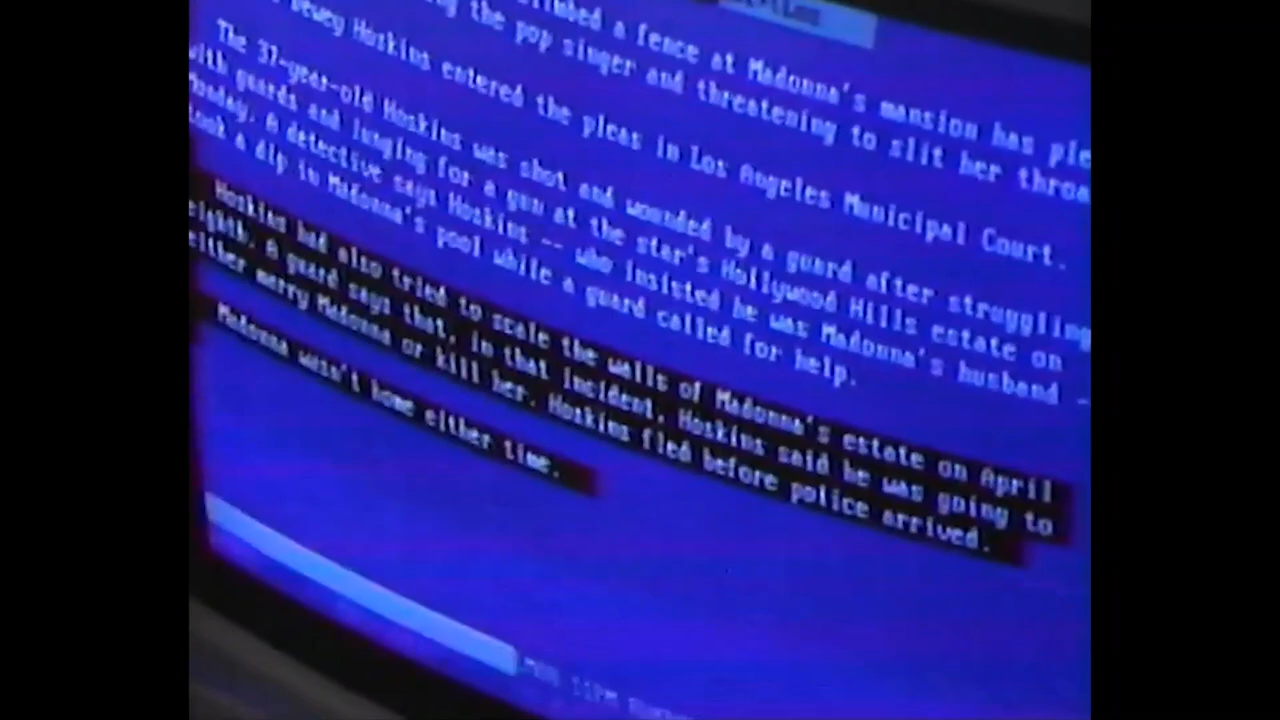 climbed a fence at Madonna's mansion has ple
the pop singer and threatening to slit her throa
Dewey Hoskins entered the pleas in Los Angeles Municipal Court.
The 37-year-old Hoskins was shot and wounded by a guard after struggling
with guards and lunging for a gun at the star's Hollywood Hills estate on
Monday. A detective says Hoskins -- who insisted he was Madonna's husband -
took a dip in Madonna's pool while a guard called for help.
Hoskins had also tried to scale the walls of Madonna's estate on April
eighth. A guard says that, in that incident, Hoskins said he was going to
either merry Madonna or kill her. Hoskins fled before police arrived.
Madonna wasn't home either time.
11PM